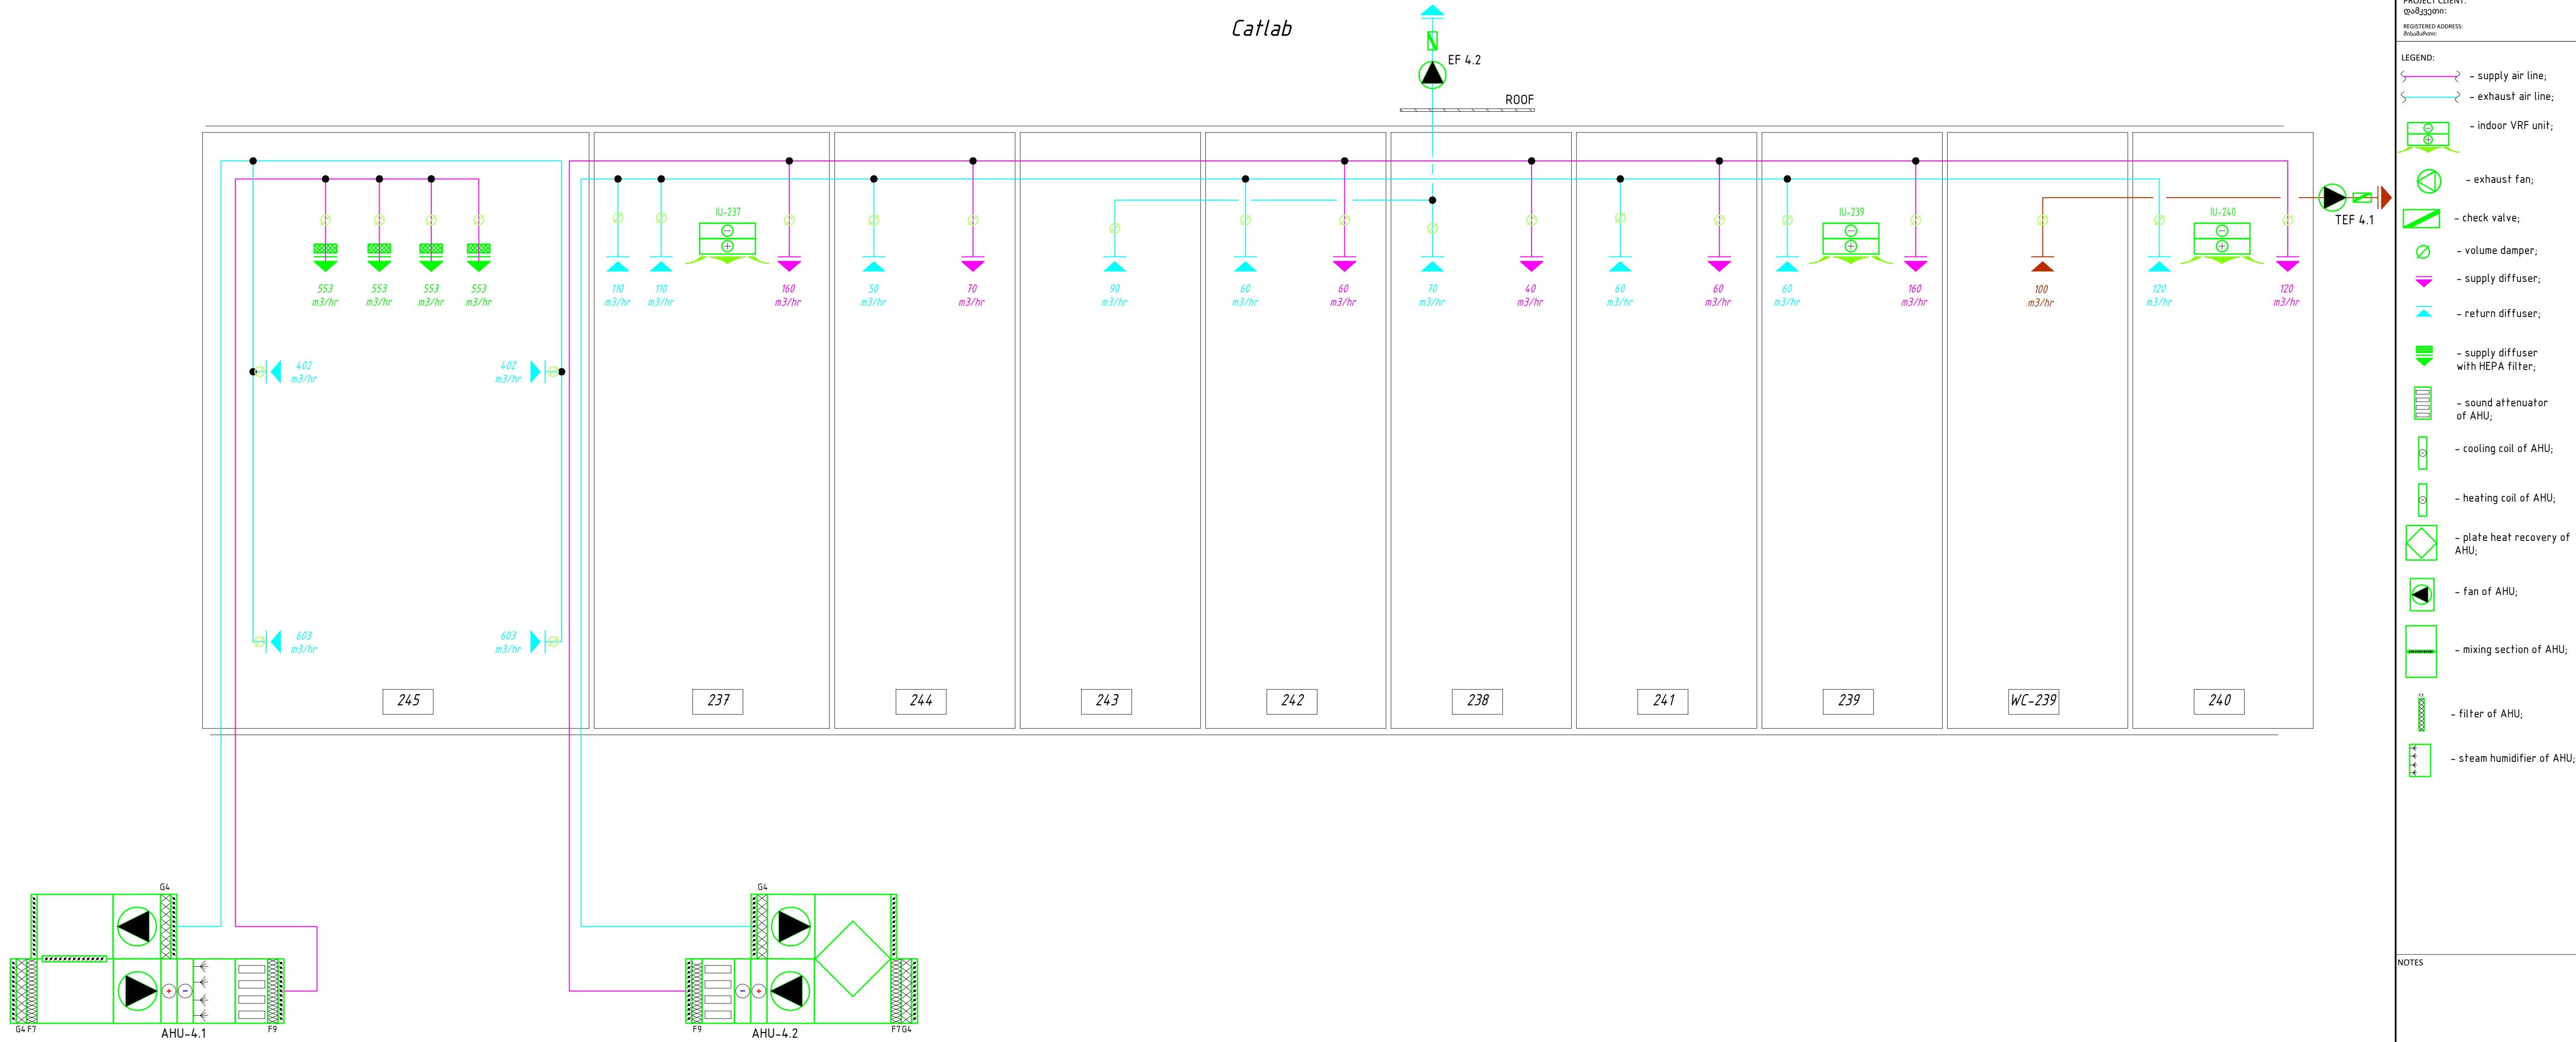 Catlab
EF 4.2
ROOF
IU-237
IU-239
IU-240
TEF 4.1
553
m3/hr
553
m3/hr
553
m3/hr
553
m3/hr
110
m3/hr
110
m3/hr
160
m3/hr
50
m3/hr
70
m3/hr
90
m3/hr
60
m3/hr
60
m3/hr
70
m3/hr
40
m3/hr
60
m3/hr
60
m3/hr
60
m3/hr
160
m3/hr
100
m3/hr
120
m3/hr
120
m3/hr
402
m3/hr
402
m3/hr
603
m3/hr
603
m3/hr
245
237
244
243
242
238
241
239
WC-239
240
G4
G4 F7
F9
AHU-4.1
G4
F9
F7 G4
AHU-4.2
PROJECT CLIENT:
დამკვეთი:
REGISTERED ADDRESS:
მისამართი:
LEGEND:
- supply air line;
- exhaust air line;
- indoor VRF unit;
- exhaust fan;
- check valve;
- volume damper;
- supply diffuser;
- return diffuser;
- supply diffuser
with HEPA filter;
- sound attenuator
of AHU;
- cooling coil of AHU;
- heating coil of AHU;
- plate heat recovery of
AHU;
- fan of AHU;
- mixing section of AHU;
XX
- filter of AHU;
- steam humidifier of AHU;
NOTES